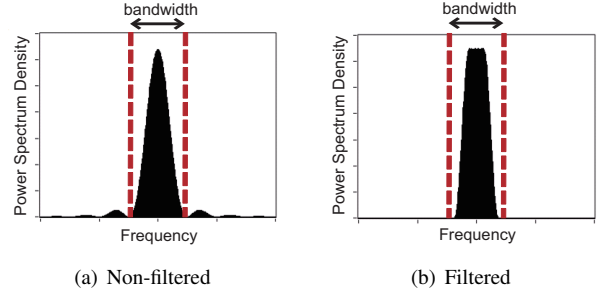 bandwidth
Power Spectrum Density
Frequency
(a) Non-filtered
bandwidth
Power Spectrum Density
Frequency
(b) Filtered